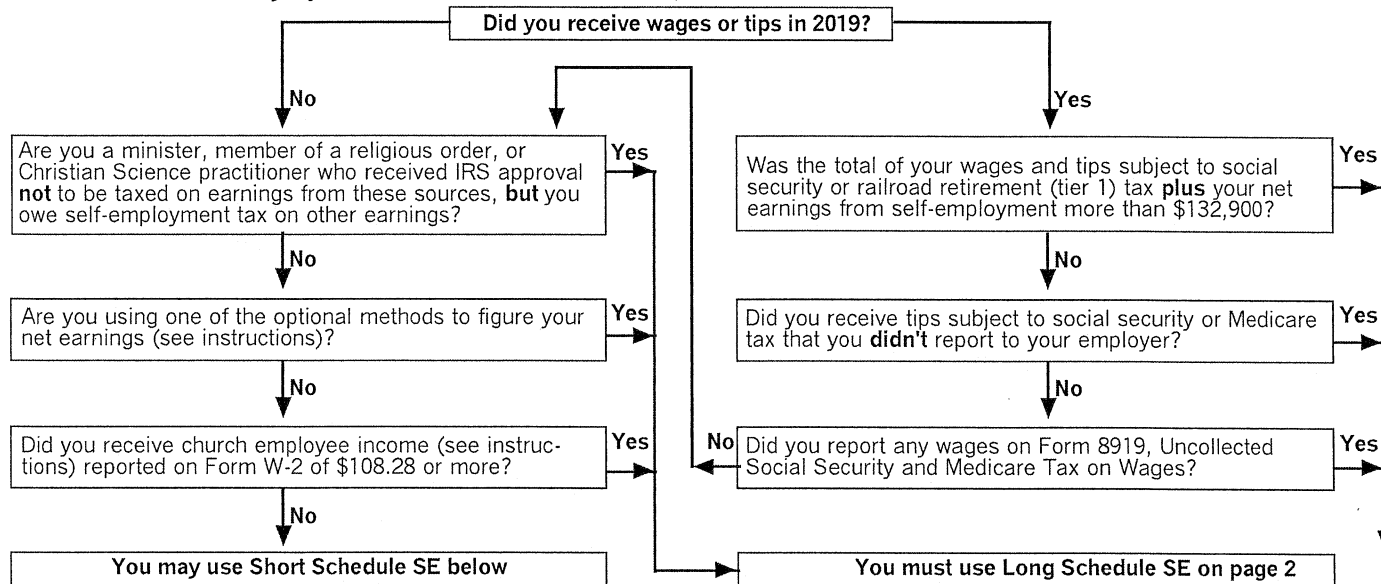 Did you receive wages or tips in 2019?
No
Yes
Are you a minister, member of a religious order, or
Christian Science practitioner who received IRS approval
not to be taxed on earnings from these sources, but you
owe self-employment tax on other earnings?
Yes
Was the total of your wages and tips subject to social
security or railroad retirement (tier 1) tax plus your net
earnings from self-employment more than $132,900?
Yes
No
No
Are you using one of the optional methods to figure your
net earnings (see instructions)?
Yes
Did you receive tips subject to social security or Medicare
tax that you didn't report to your employer?
Yes
No
No
Did you receive church employee income (see instruc-
tions) reported on Form W-2 of $108.28 or more?
Yes
No
Did you report any wages on Form 8919, Uncollected
Social Security and Medicare Tax on Wages?
Yes
No
You may use Short Schedule SE below
You must use Long Schedule SE on page 2